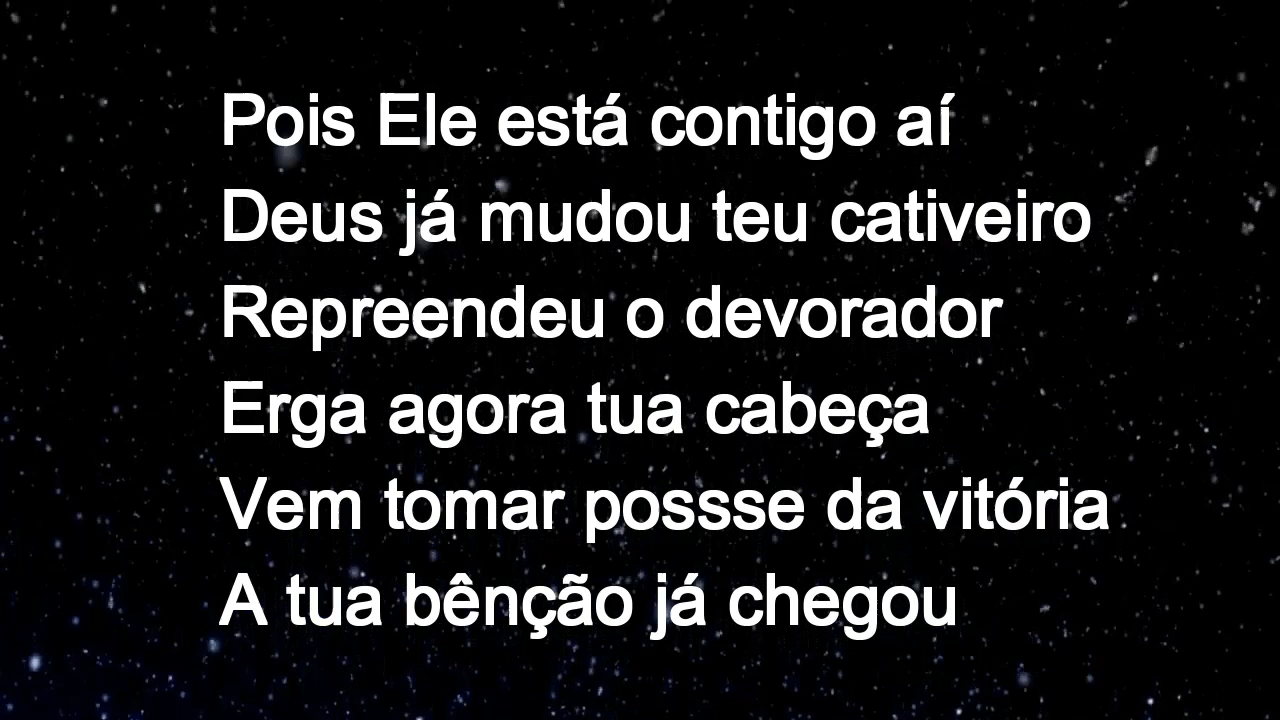 Pois Ele está contigo aí
Deus já mudou teu cativeiro
Repreendeu o devorador
Erga agora tua cabeça
Vem tomar possse da vitória
A tua bênção já chegou